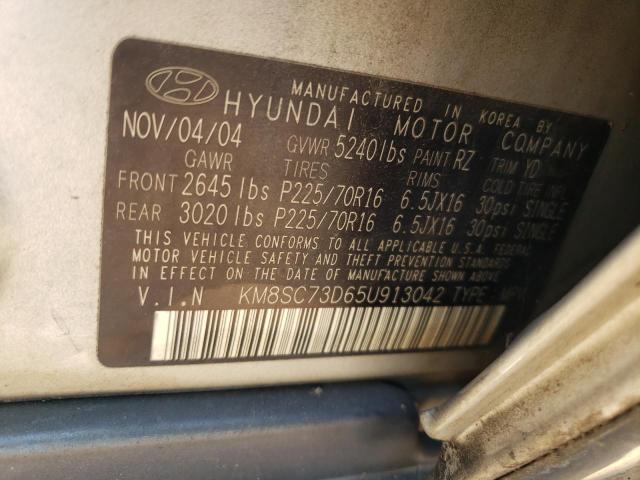 MANUFACTURED IN KOREA BY
HYUNDAI MOTOR COMPANY
NOV/04/04 GVWR 5240lbs PAINT RZ TRIM YD
GAWR TIRES RIMS COLD TIRE INFL
FRONT 2645 lbs P225/70R16 6.5JX16 30psi SINGLE
REAR 3020 lbs P225/70R16 6.5JX16 30psi SINGLE
THIS VEHICLE CONFORMS TO ALL APPLICABLE U.S.A. FEDERAL
MOTOR VEHICLE SAFETY AND THEFT PREVENTION STANDARDS
IN EFFECT ON THE DATE OF MANUFACTURE SHOWN ABOVE.
V.I.N KM8SC73D65U913042 TYPE : MPV